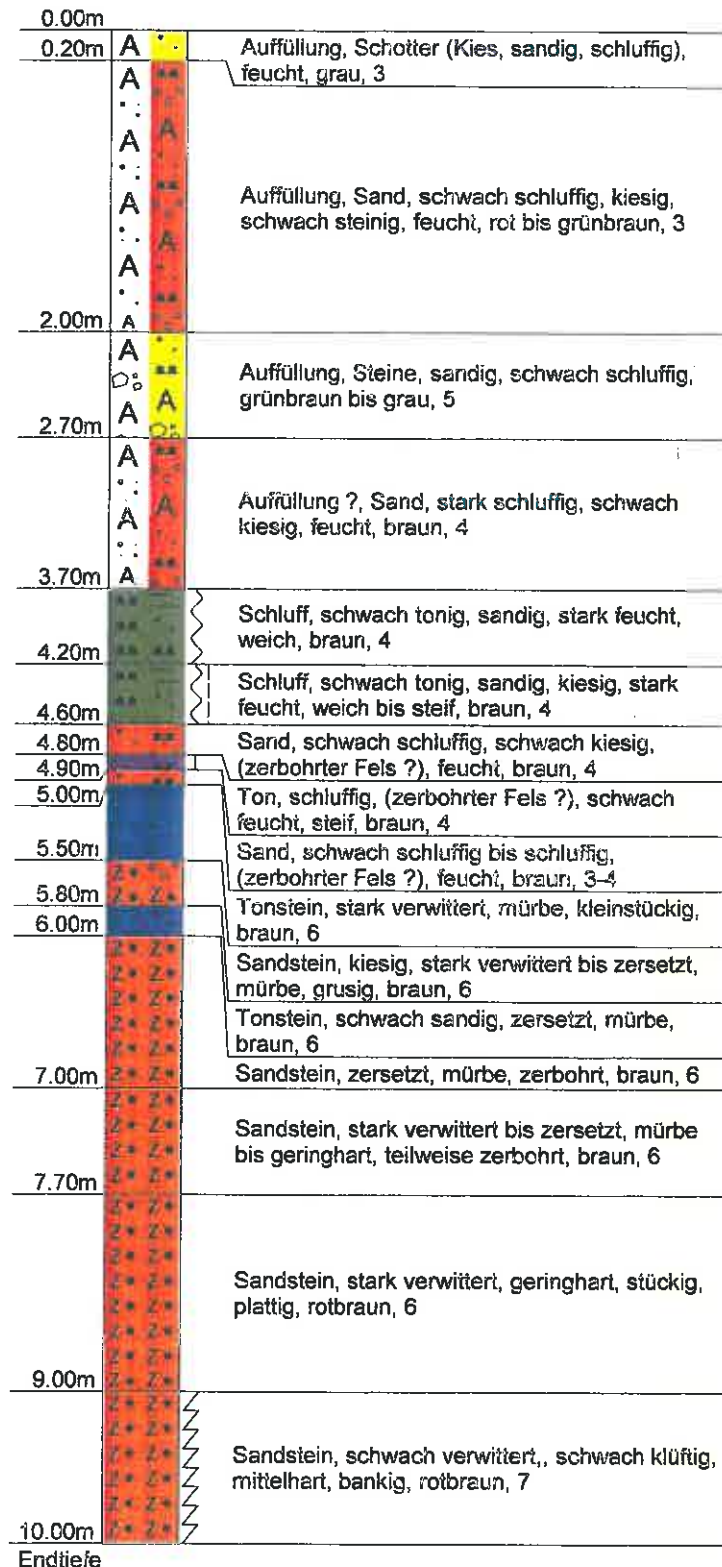 0.00m
0.20m
A
Auffüllung, Schotter (Kies, sandig, schluffig),
feucht, grau, 3
A
A
A
A
A
A
Auffüllung, Sand, schwach schluffig, kiesig,
schwach steinig, feucht, rot bis grünbraun, 3
A
2.00m
A
A
Auffüllung, Steine, sandig, schwach schluffig,
grünbraun bis grau, 5
A
A
2.70m
A
A
A
Auffüllung ?, Sand, stark schluffig, schwach
kiesig, feucht, braun, 4
A
3.70m
Schluff, schwach tonig, sandig, stark feucht,
weich, braun, 4
4.20m
Schluff, schwach tonig, sandig, kiesig, stark
feucht, weich bis steif, braun, 4
4.60m
Sand, schwach schluffig, schwach kiesig,
(zerbohrter Fels ?), feucht, braun, 4
4.80m
4.90m
Ton, schluffig, (zerbohrter Fels ?), schwach
feucht, steif, braun, 4
5.00m
Sand, schwach schluffig bis schluffig,
(zerbohrter Fels ?), feucht, braun, 3-4
5.50m
Tonstein, stark verwittert, mürbe, kleinstückig,
braun, 6
5.80m
6.00m
Sandstein, kiesig, stark verwittert bis zersetzt,
mürbe, grusig, braun, 6
Tonstein, schwach sandig, zersetzt, mürbe,
braun, 6
Sandstein, zersetzt, mürbe, zerbohrt, braun, 6
7.00m
Sandstein, stark verwittert bis zersetzt, mürbe
bis geringhart, teilweise zerbohrt, braun, 6
7.70m
Sandstein, stark verwittert, geringhart, stückig,
plattig, rotbraun, 6
9.00m
Sandstein, schwach verwittert,, schwach klüftig,
mittelhart, bankig, rotbraun, 7
10.00m
Endtiefe